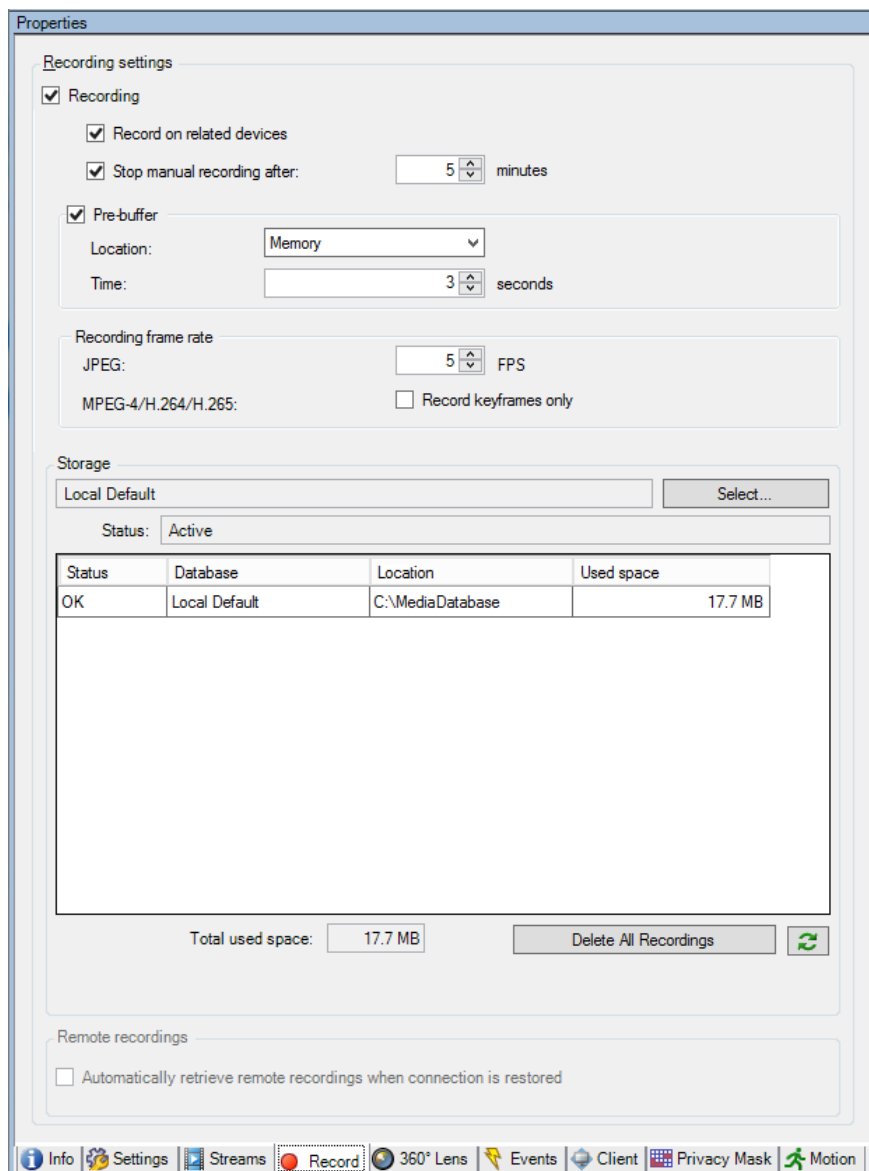 Properties
Recording settings
Recording
Record on related devices
Stop manual recording after: 5 minutes
Pre-buffer
Location: Memory
Time: 3 seconds
Recording frame rate
JPEG: 5 FPS
MPEG-4/H.264/H.265: Record keyframes only
Storage
Local Default Select...
Status: Active
Status Database Location Used space
OK Local Default C:\MediaDatabase 17.7 MB
Total used space: 17.7 MB Delete All Recordings
Remote recordings
Automatically retrieve remote recordings when connection is restored
Info Settings Streams Record 360° Lens Events Client Privacy Mask Motion